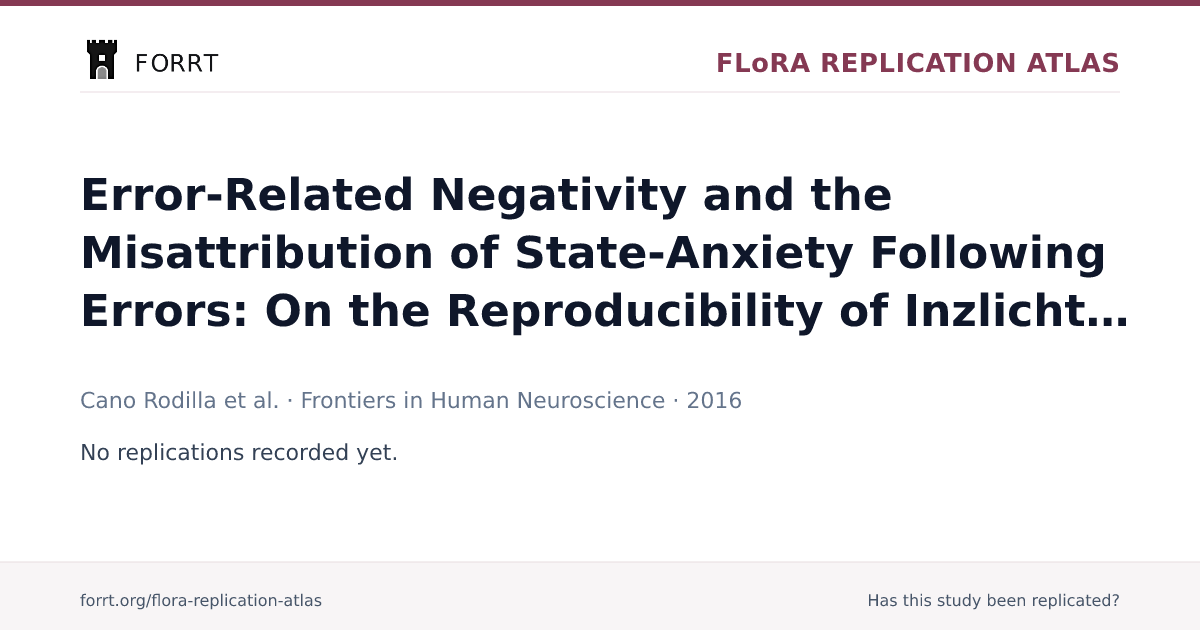 FORRT
FLoRA REPLICATION ATLAS
Error-Related Negativity and the
Misattribution of State-Anxiety Following
Errors: On the Reproducibility of Inzlicht…
Cano Rodilla et al. · Frontiers in Human Neuroscience · 2016
No replications recorded yet.
forrt.org/flora-replication-atlas
Has this study been replicated?